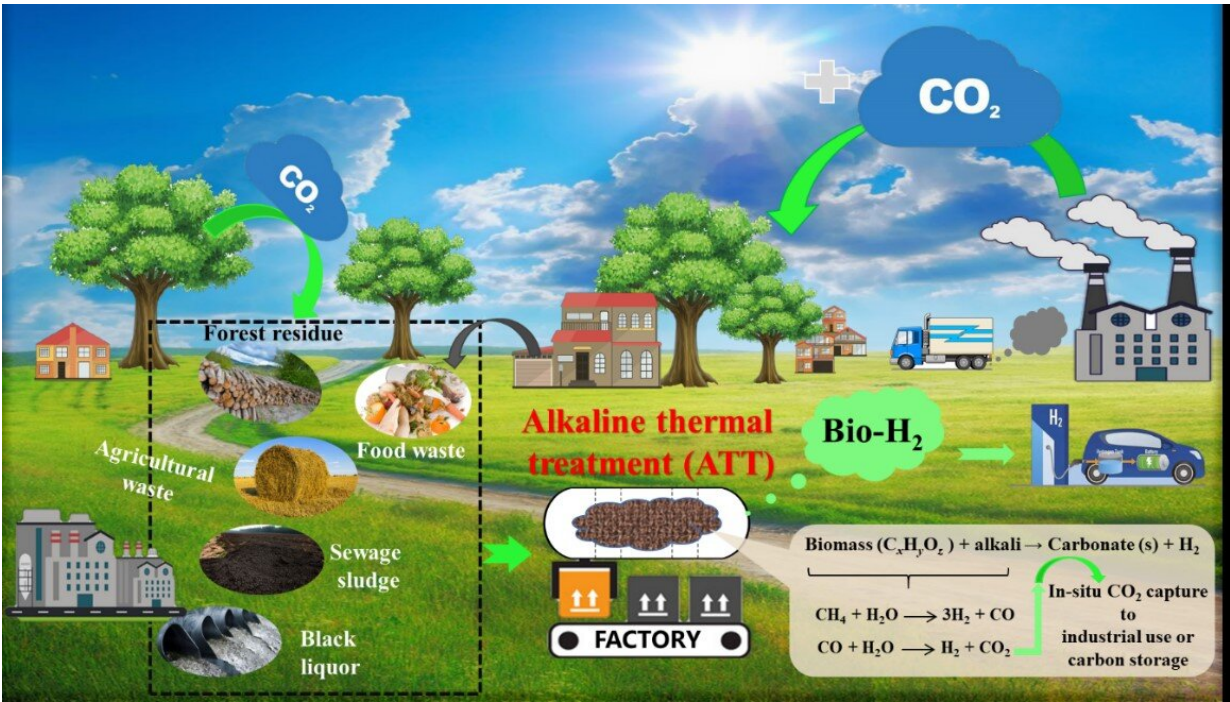 CO₂
CO₂
Forest residue
Food waste
Agricultural
waste
Sewage
sludge
Black
liquor
Alkaline thermal
treatment (ATT)
FACTORY
Bio-H₂
H₂
Biomass (CₓHᵧO_z) + alkali → Carbonate (s) + H₂
CH₄ + H₂O → 3H₂ + CO
CO + H₂O → H₂ + CO₂
In-situ CO₂ capture
to
industrial use or
carbon storage